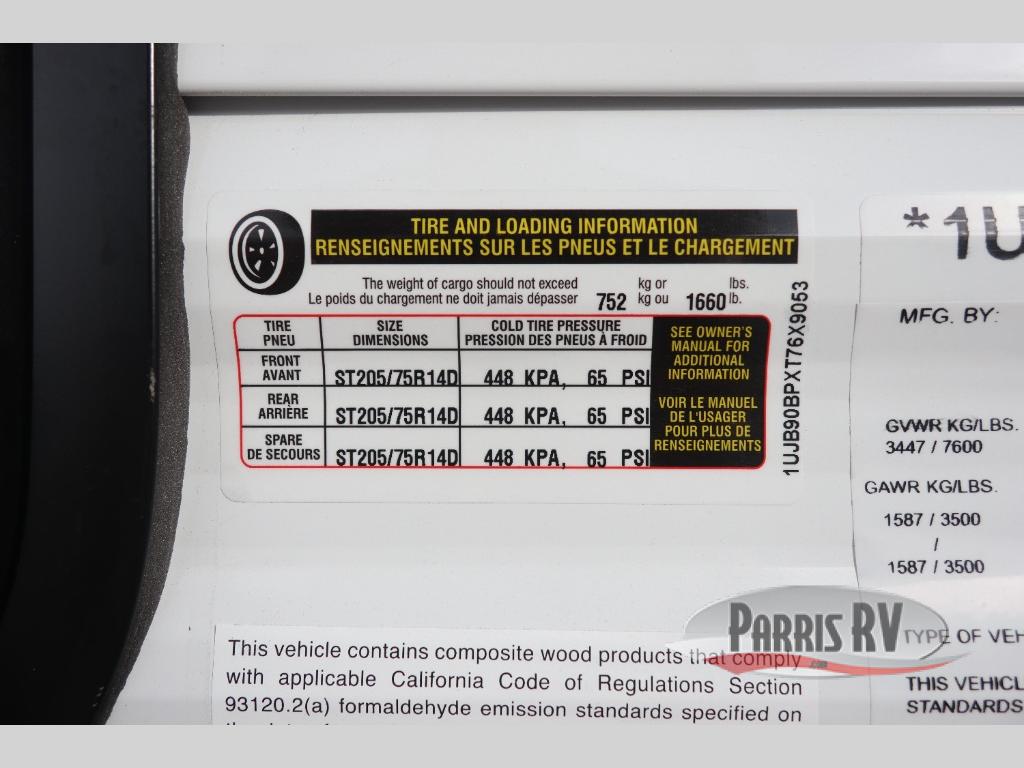 TIRE AND LOADING INFORMATION
RENSEIGNEMENTS SUR LES PNEUS ET LE CHARGEMENT
The weight of cargo should not exceed kg or lbs.
Le poids du chargement ne doit jamais dépasser 752 kg ou 1660 lb.
TIRE
PNEU
SIZE
DIMENSIONS
COLD TIRE PRESSURE
PRESSION DES PNEUS À FROID
FRONT
AVANT
ST205/75R14D 448 KPA, 65 PSI
REAR
ARRIÈRE
ST205/75R14D 448 KPA, 65 PSI
SPARE
DE SECOURS
ST205/75R14D 448 KPA, 65 PSI
SEE OWNER'S
MANUAL FOR
ADDITIONAL
INFORMATION
VOIR LE MANUEL
DE L'USAGER
POUR PLUS DE
RENSEIGNEMENTS
1UJB90BPXT76X9053
*1U
MFG. BY:
GVWR KG/LBS.
3447 / 7600
GAWR KG/LBS.
1587 / 3500
/
1587 / 3500
TYPE OF VEH
THIS VEHICL
STANDARDS
This vehicle contains composite wood products that comply
with applicable California Code of Regulations Section
93120.2(a) formaldehyde emission standards specified on
PARRIS RV
.com